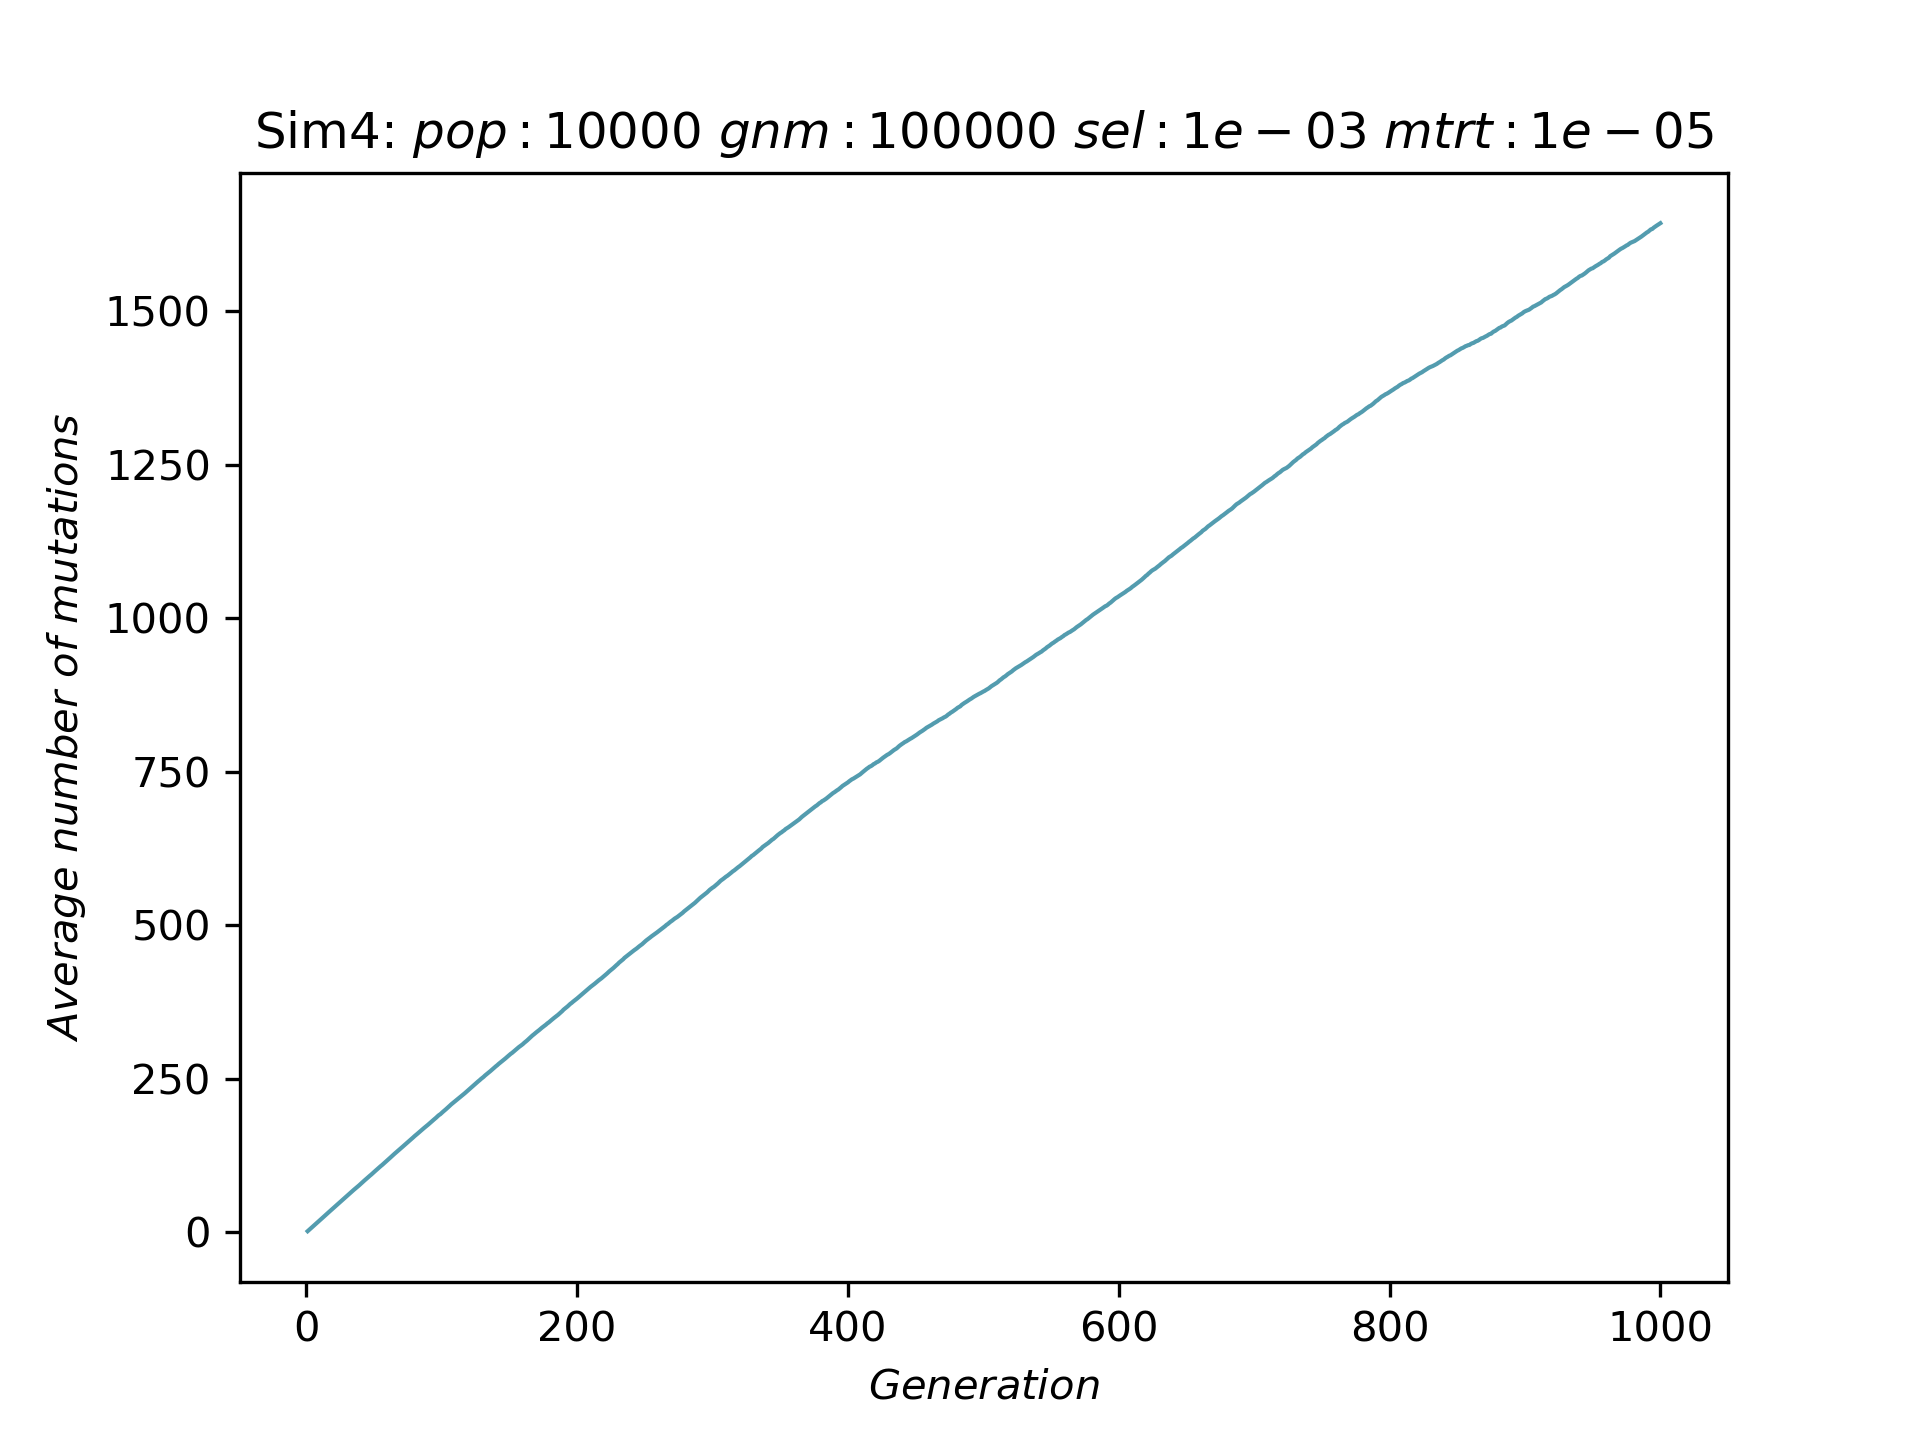 Sim4: pop : 10000 gnm : 100000 sel : 1e − 03 mtrt : 1e − 05
Average number of mutations
1500
1250
1000
750
500
250
0
0 200 400 600 800 1000
Generation